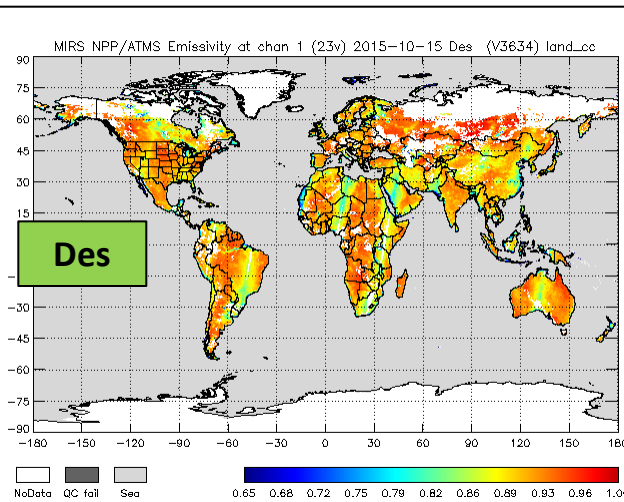 MIRS NPP/ATMS Emissivity at chan 1 (23v) 2015-10-15 Des (V3634) land_cc
90
75
60
45
30
15
Des
-30
-45
-60
-75
-90
-180 -150 -120 -90 -60 -30 0 30 60 90 120 150 180
NoData QC fail Sea
0.65 0.68 0.72 0.75 0.79 0.82 0.86 0.89 0.93 0.96